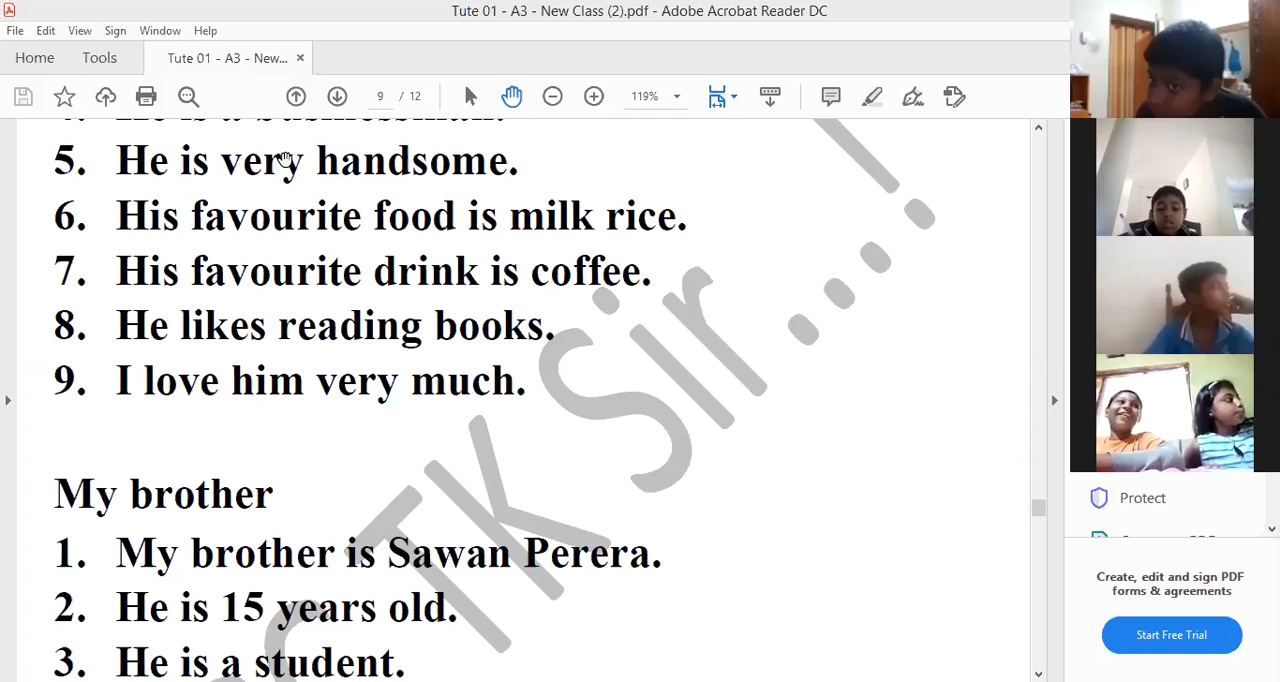 Tute 01 - A3 - New Class (2).pdf - Adobe Acrobat Reader DC
File Edit View Sign Window Help
Home Tools Tute 01 - A3 - New... ×
9 / 12 119%
4. He is a businessman.
5. He is very handsome.
6. His favourite food is milk rice.
7. His favourite drink is coffee.
8. He likes reading books.
9. I love him very much.
My brother
1. My brother is Sawan Perera.
2. He is 15 years old.
3. He is a student.
TK Sir...!
Protect
Create, edit and sign PDF
forms & agreements
Start Free Trial